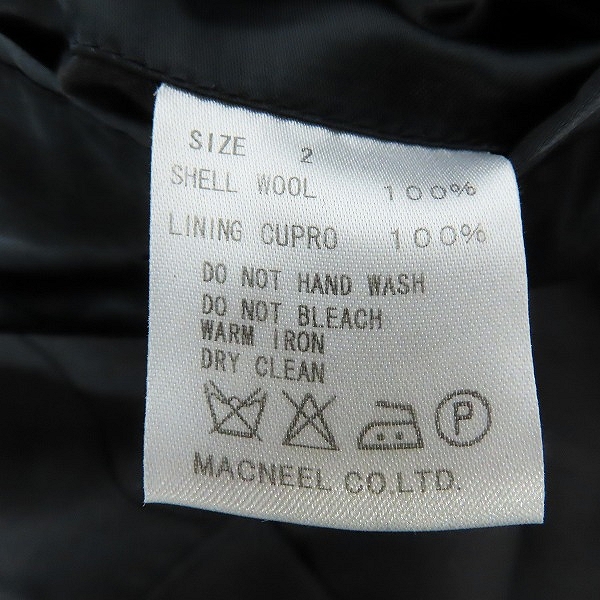 SIZE 2
SHELL WOOL 100%
LINING CUPRO 100%
DO NOT HAND WASH
DO NOT BLEACH
WARM IRON
DRY CLEAN
P
MACNEEL CO.LTD.